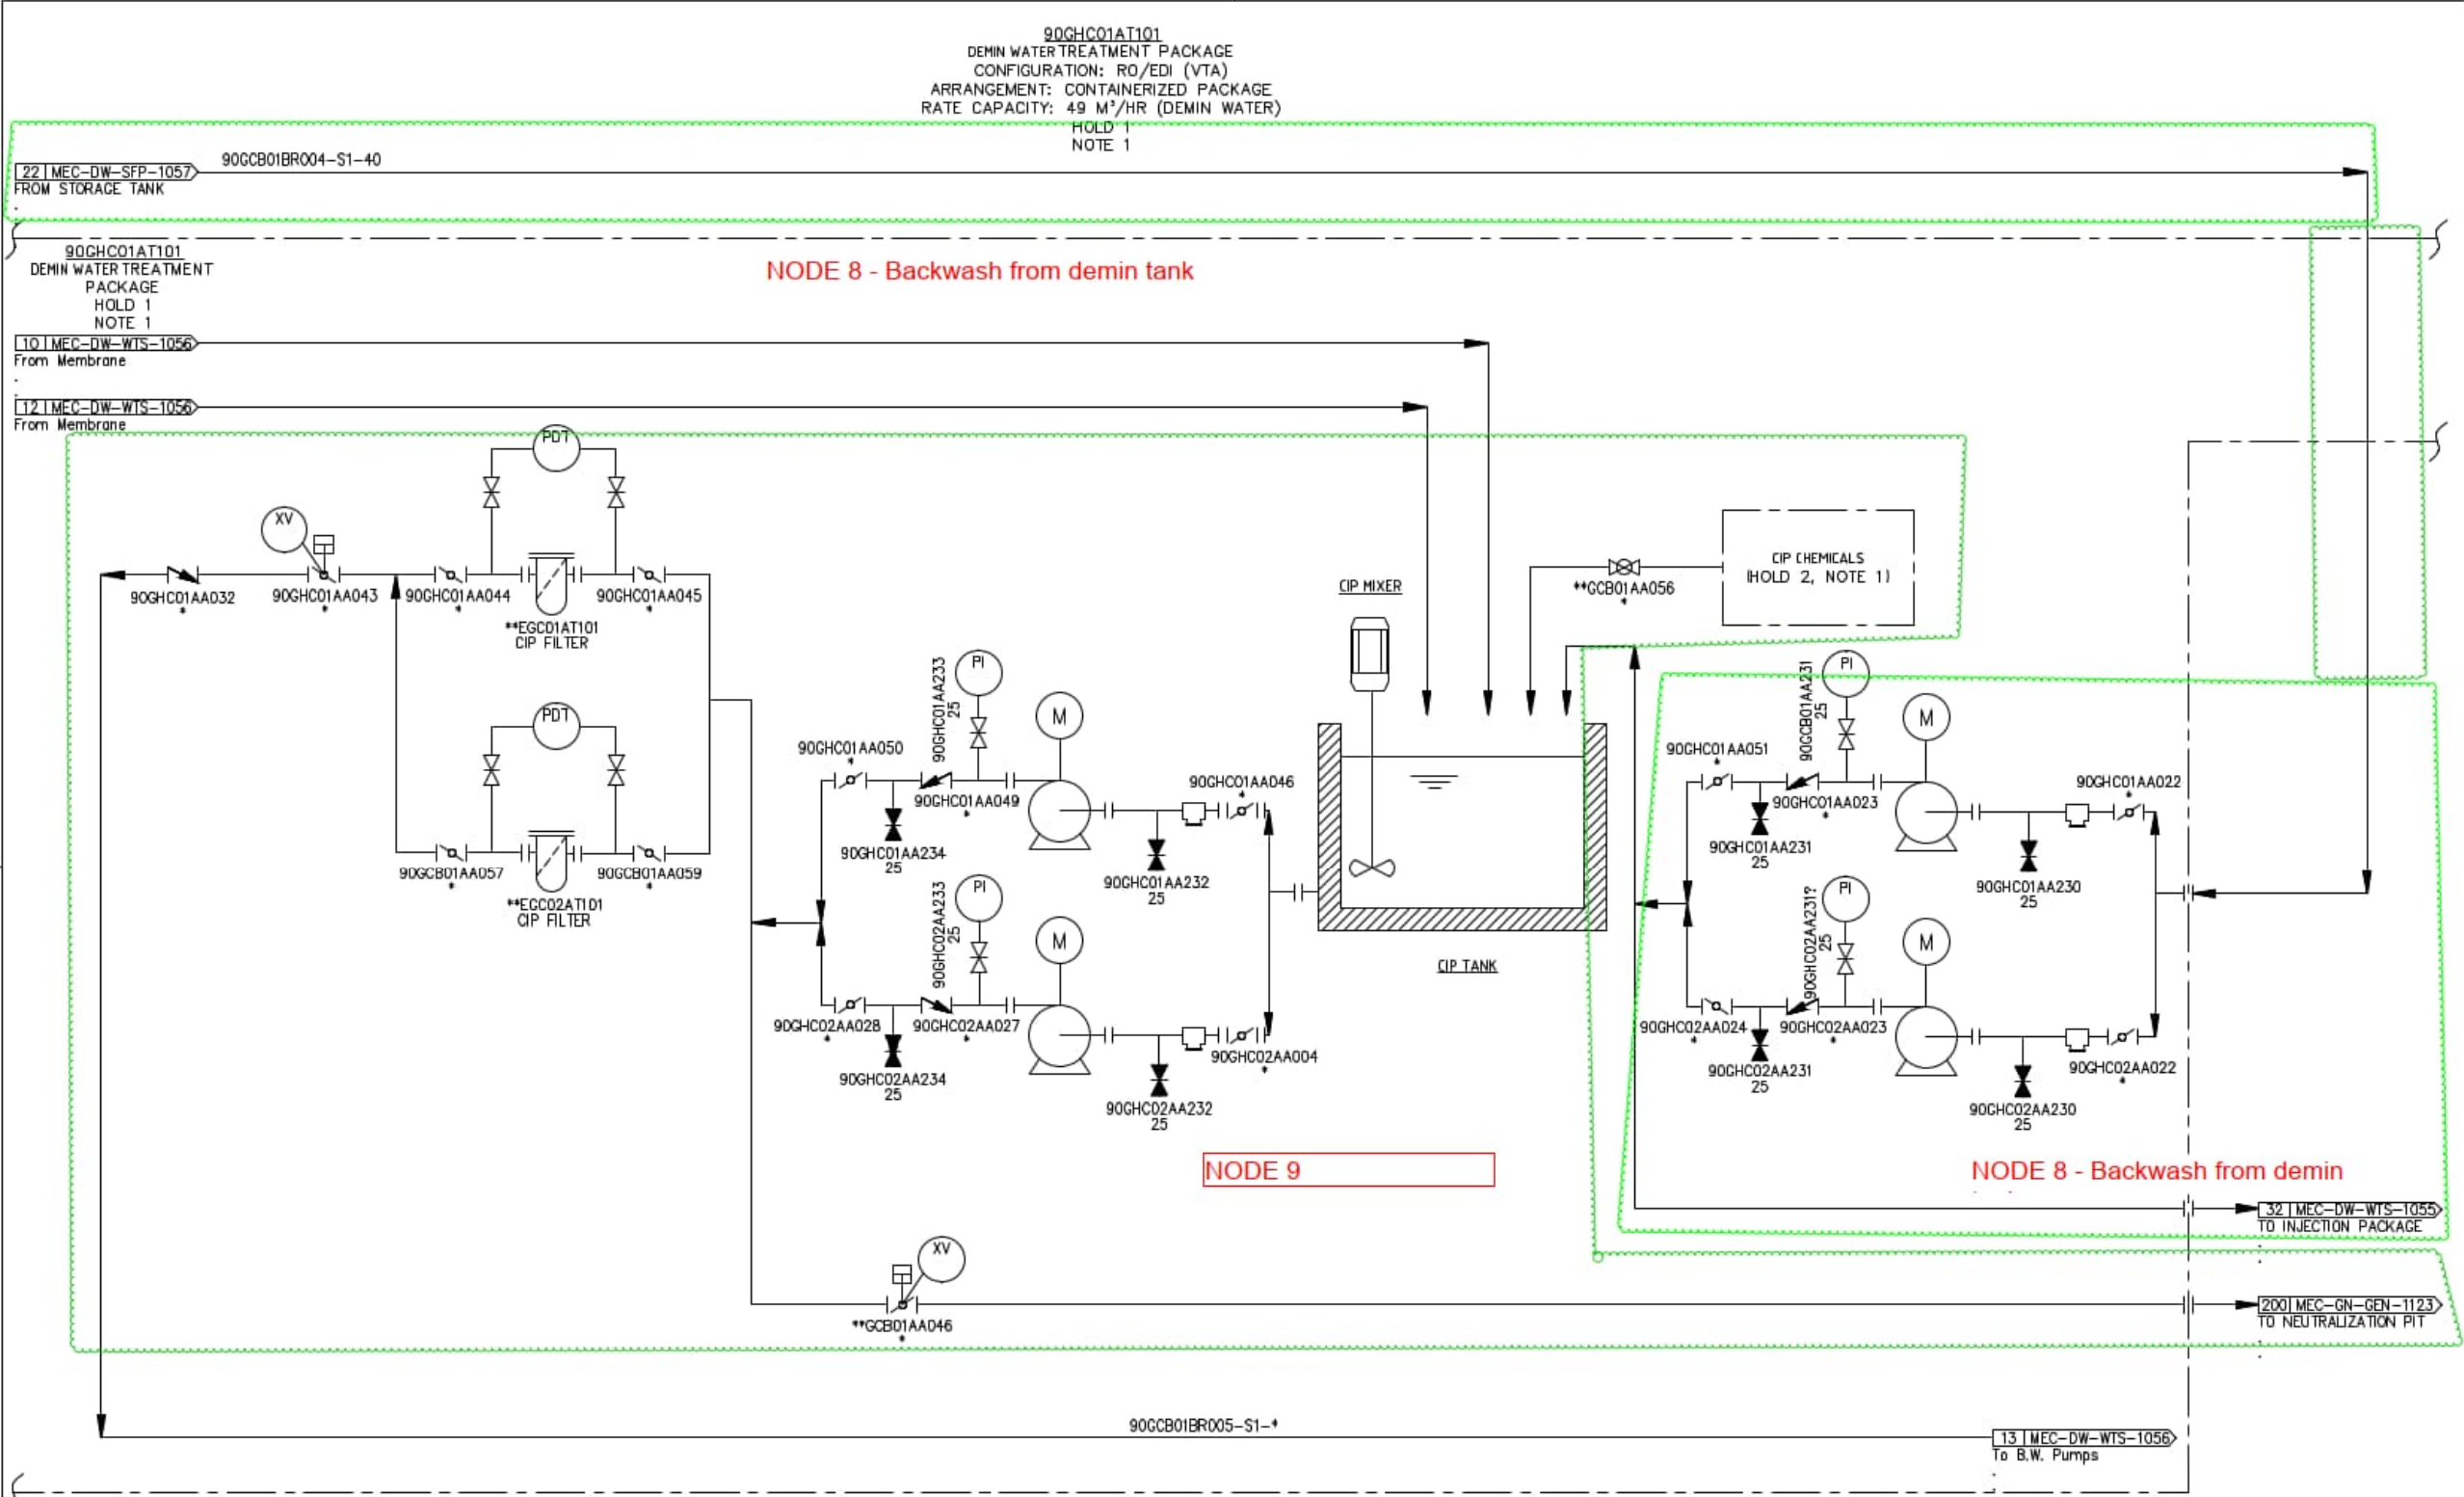 90GHC01AT101
DEMIN WATER TREATMENT PACKAGE
CONFIGURATION: RO/EDI (VTA)
ARRANGEMENT: CONTAINERIZED PACKAGE
RATE CAPACITY: 49 M³/HR (DEMIN WATER)
HOLD 1
NOTE 1
90GCB01BR004-S1-40
22 | MEC-DW-SFP-1057
FROM STORAGE TANK
90GHC01AT101
DEMIN WATER TREATMENT
PACKAGE
HOLD 1
NOTE 1
NODE 8 - Backwash from demin tank
10 | MEC-DW-WTS-1056
From Membrane
12 | MEC-DW-WTS-1056
From Membrane
PDT
XV
90GHC01AA032
*
90GHC01AA043
*
90GHC01AA044
*
90GHC01AA045
*
**EGC01AT101
CIP FILTER
PDT
90GCB01AA057
*
90GCB01AA059
*
**EGC02AT101
CIP FILTER
CIP CHEMICALS
(HOLD 2, NOTE 1)
**GCB01AA056
*
CIP MIXER
90GHC01AA233
25
PI
M
90GHC01AA050
*
90GHC01AA049
*
90GHC01AA046
*
90GHC01AA234
25
90GHC01AA232
25
90GHC02AA233
25
PI
M
90GHC02AA028
*
90GHC02AA027
*
90GHC02AA004
*
90GHC02AA234
25
90GHC02AA232
25
CIP TANK
90GCB01AA231
25
PI
M
90GHC01AA051
*
90GHC01AA023
*
90GHC01AA022
*
90GHC01AA231
25
90GHC01AA230
25
90GHC02AA231?
25
PI
M
90GHC02AA024
*
90GHC02AA023
*
90GHC02AA022
*
90GHC02AA231
25
90GHC02AA230
25
NODE 9
NODE 8 - Backwash from demin
32 | MEC-DW-WTS-1055
TO INJECTION PACKAGE
XV
**GCB01AA046
*
200 | MEC-GN-GEN-1123
TO NEUTRALIZATION PIT
90GCB01BR005-S1-*
13 | MEC-DW-WTS-1056
To B.W. Pumps